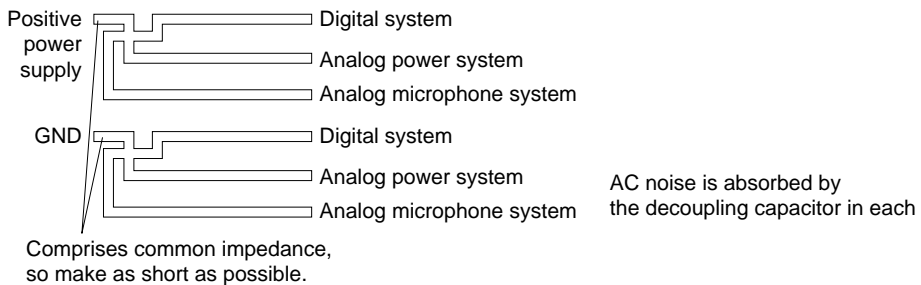 Positive
power
supply
Digital system
Analog power system
Analog microphone system
GND
Digital system
Analog power system
Analog microphone system
AC noise is absorbed by
the decoupling capacitor in each
Comprises common impedance,
so make as short as possible.